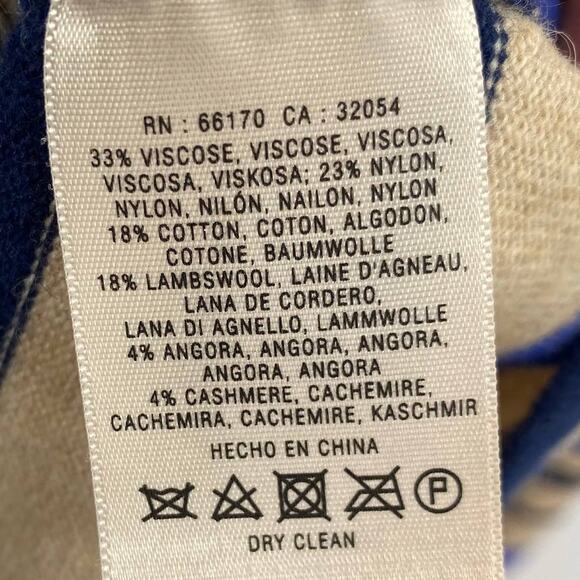 RN : 66170 CA : 32054
33% VISCOSE, VISCOSE, VISCOSA,
VISCOSA, VISKOSA; 23% NYLON,
NYLON, NILÓN, NAILON, NYLON
18% COTTON, COTON, ALGODON,
COTONE, BAUMWOLLE
18% LAMBSWOOL, LAINE D'AGNEAU,
LANA DE CORDERO,
LANA DI AGNELLO, LAMMWOLLE
4% ANGORA, ANGORA, ANGORA,
ANGORA, ANGORA
4% CASHMERE, CACHEMIRE,
CACHEMIRA, CACHEMIRE, KASCHMIR
HECHO EN CHINA
P
DRY CLEAN